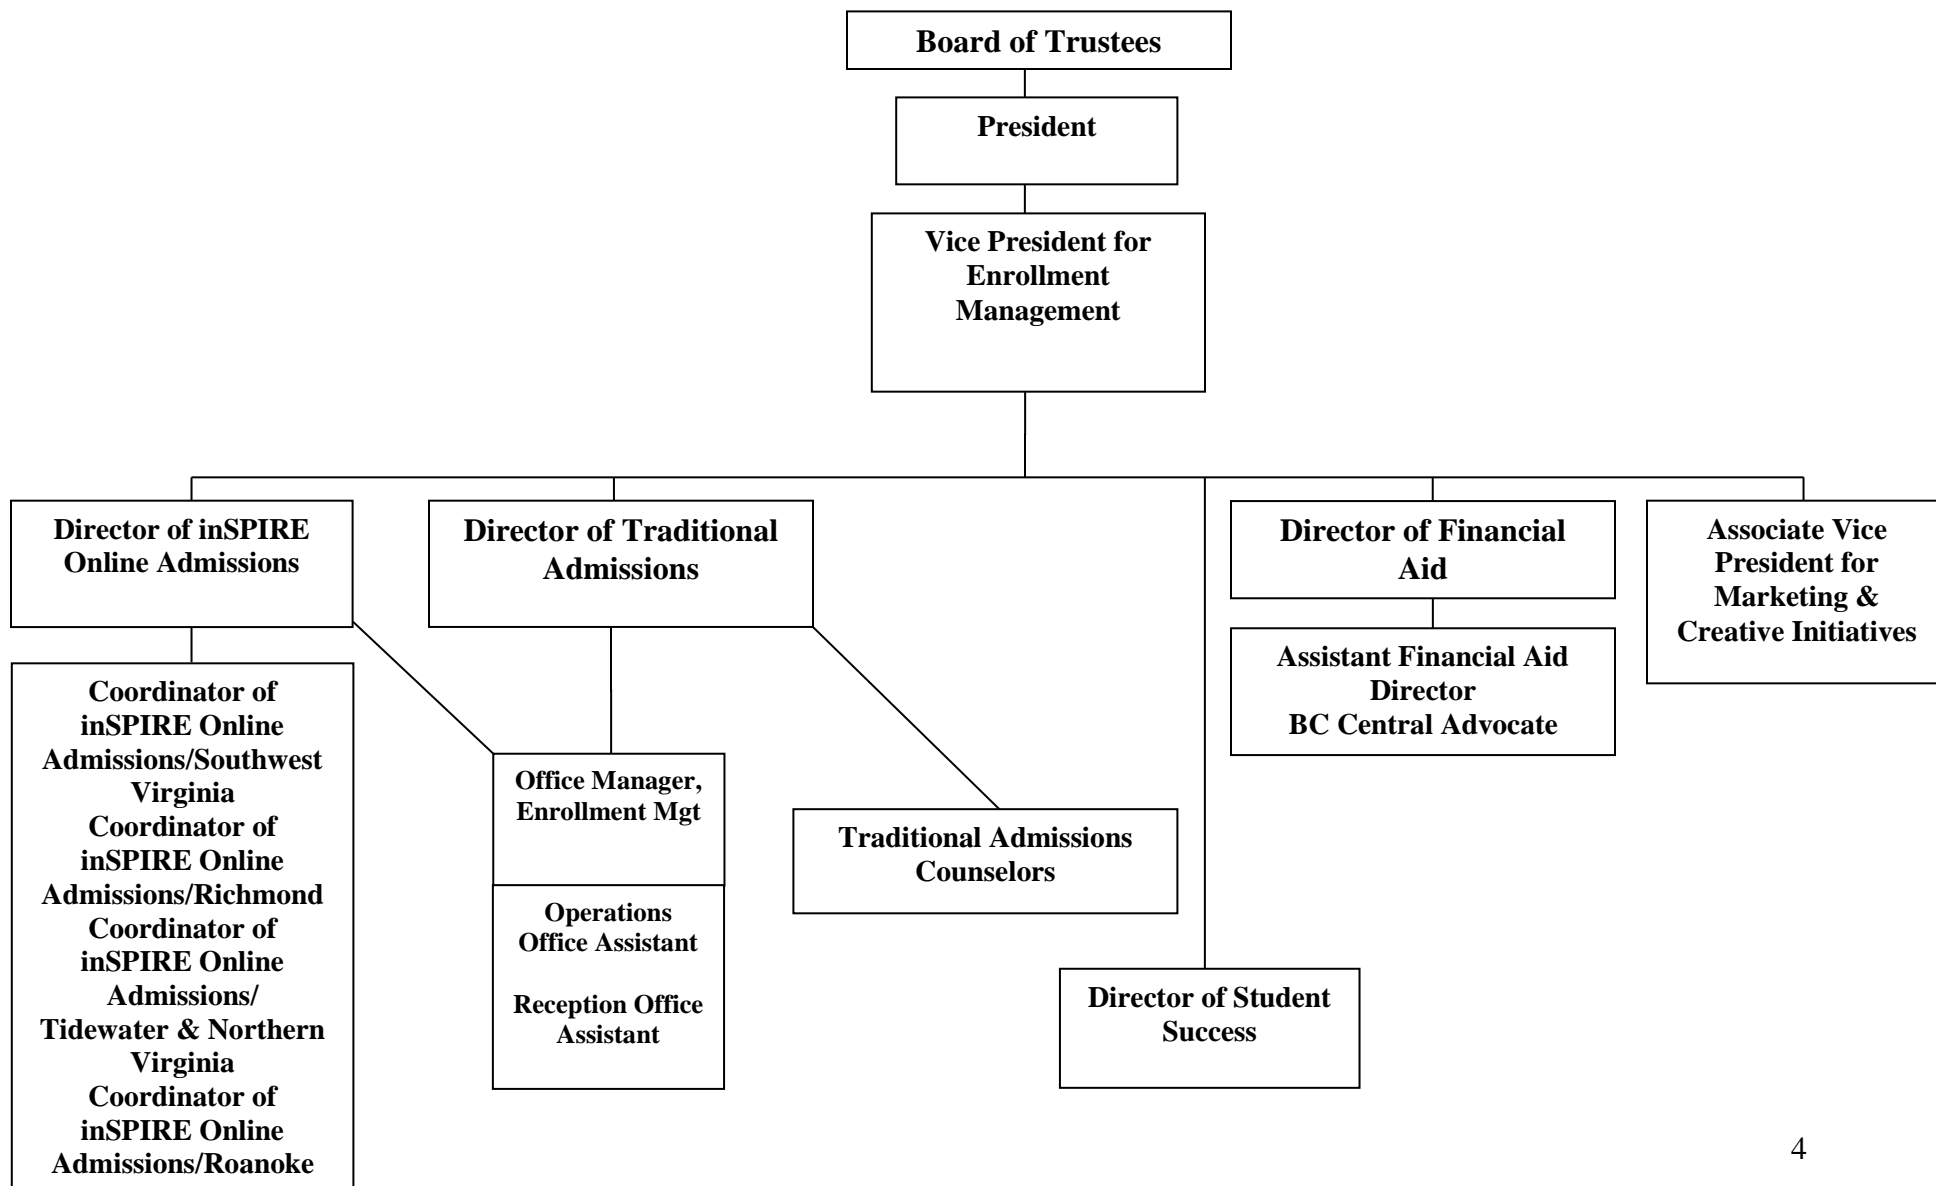 Board of Trustees
President
Vice President for
Enrollment
Management
Director of inSPIRE
Online Admissions
Director of Traditional
Admissions
Director of Financial
Aid
Associate Vice
President for
Marketing &
Creative Initiatives
Coordinator of
inSPIRE Online
Admissions/Southwest
Virginia
Coordinator of
inSPIRE Online
Admissions/Richmond
Coordinator of
inSPIRE Online
Admissions/
Tidewater & Northern
Virginia
Coordinator of
inSPIRE Online
Admissions/Roanoke
Office Manager,
Enrollment Mgt
Operations
Office Assistant
Reception Office
Assistant
Traditional Admissions
Counselors
Assistant Financial Aid
Director
BC Central Advocate
Director of Student
Success
4